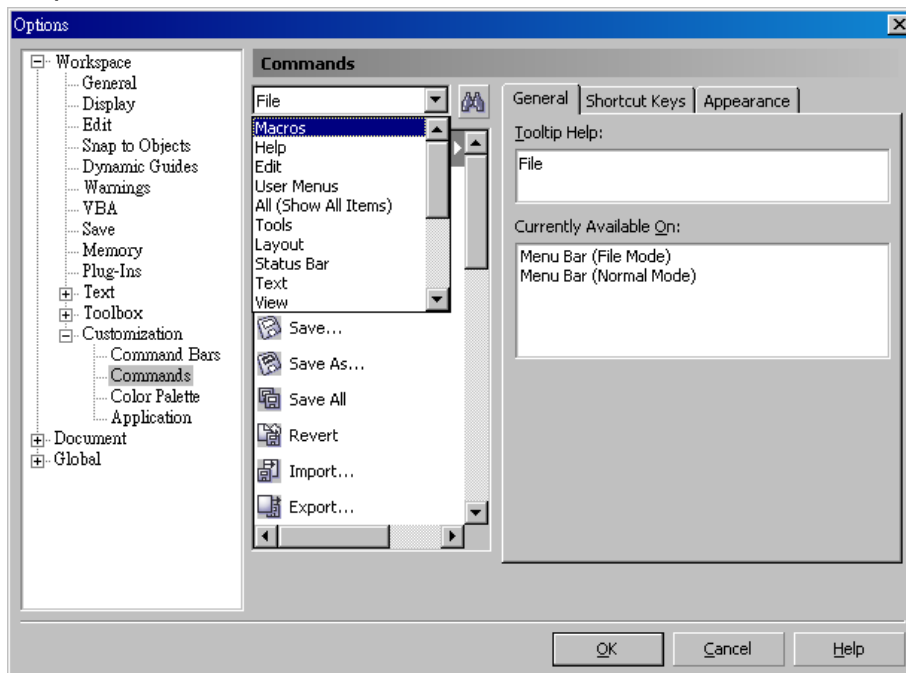 Options
Workspace
General
Display
Edit
Snap to Objects
Dynamic Guides
Warnings
VBA
Save
Memory
Plug-Ins
Text
Toolbox
Customization
Command Bars
Commands
Color Palette
Application
Document
Global
Commands
File
Macros
Help
Edit
User Menus
All (Show All Items)
Tools
Layout
Status Bar
Text
View
Save...
Save As...
Save All
Revert
Import...
Export...
General Shortcut Keys Appearance
Tooltip Help:
File
Currently Available On:
Menu Bar (File Mode)
Menu Bar (Normal Mode)
OK Cancel Help